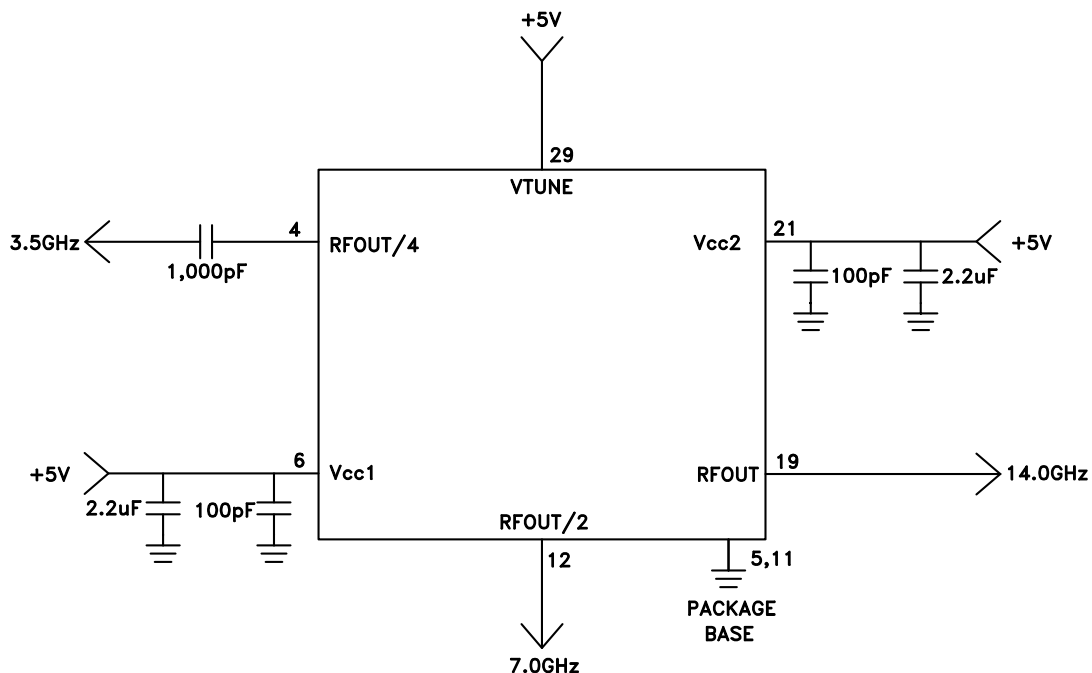 +5V
29
VTUNE
3.5GHz
4
RFOUT/4
1,000pF
Vcc2
21
+5V
100pF
2.2uF
+5V
6
Vcc1
2.2uF
100pF
RFOUT
19
14.0GHz
RFOUT/2
12
5,11
PACKAGE
BASE
7.0GHz